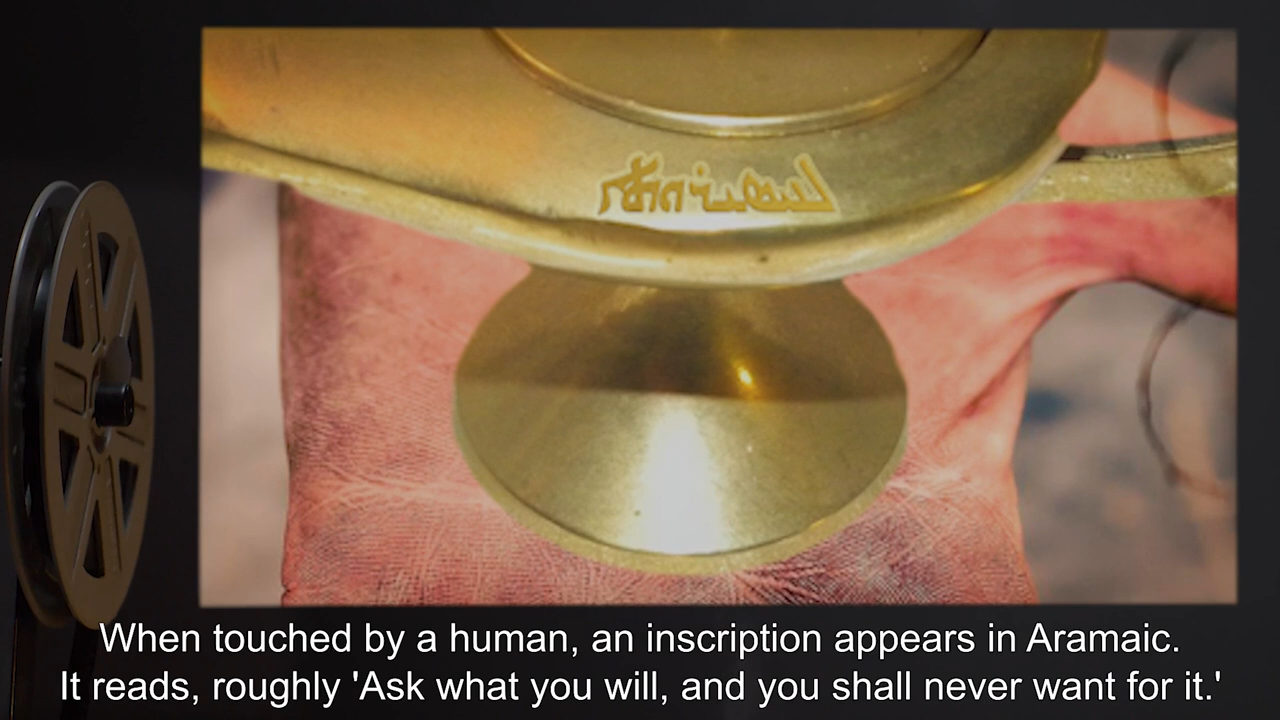 When touched by a human, an inscription appears in Aramaic.
It reads, roughly 'Ask what you will, and you shall never want for it.'